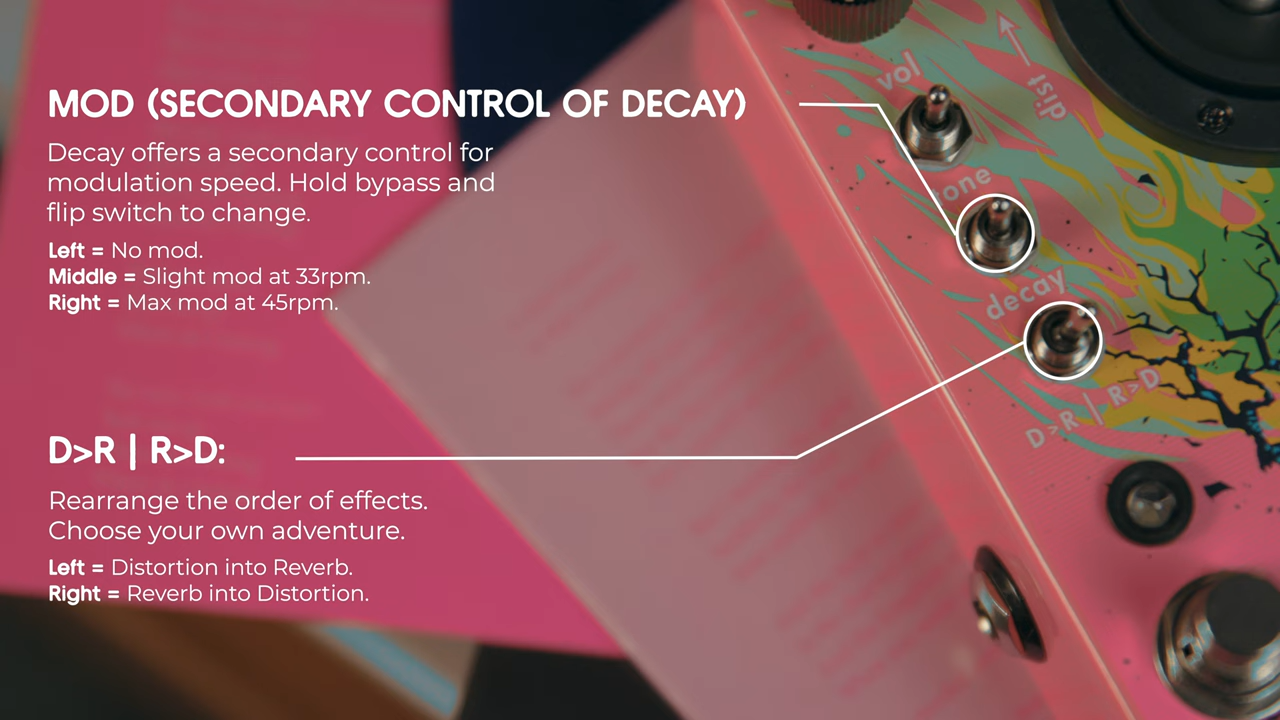 MOD (SECONDARY CONTROL OF DECAY)
Decay offers a secondary control for
modulation speed. Hold bypass and
flip switch to change.
Left = No mod.
Middle = Slight mod at 33rpm.
Right = Max mod at 45rpm.
D>R | R>D:
Rearrange the order of effects.
Choose your own adventure.
Left = Distortion into Reverb.
Right = Reverb into Distortion.
vol
dist
tone
decay
D>R | R>D